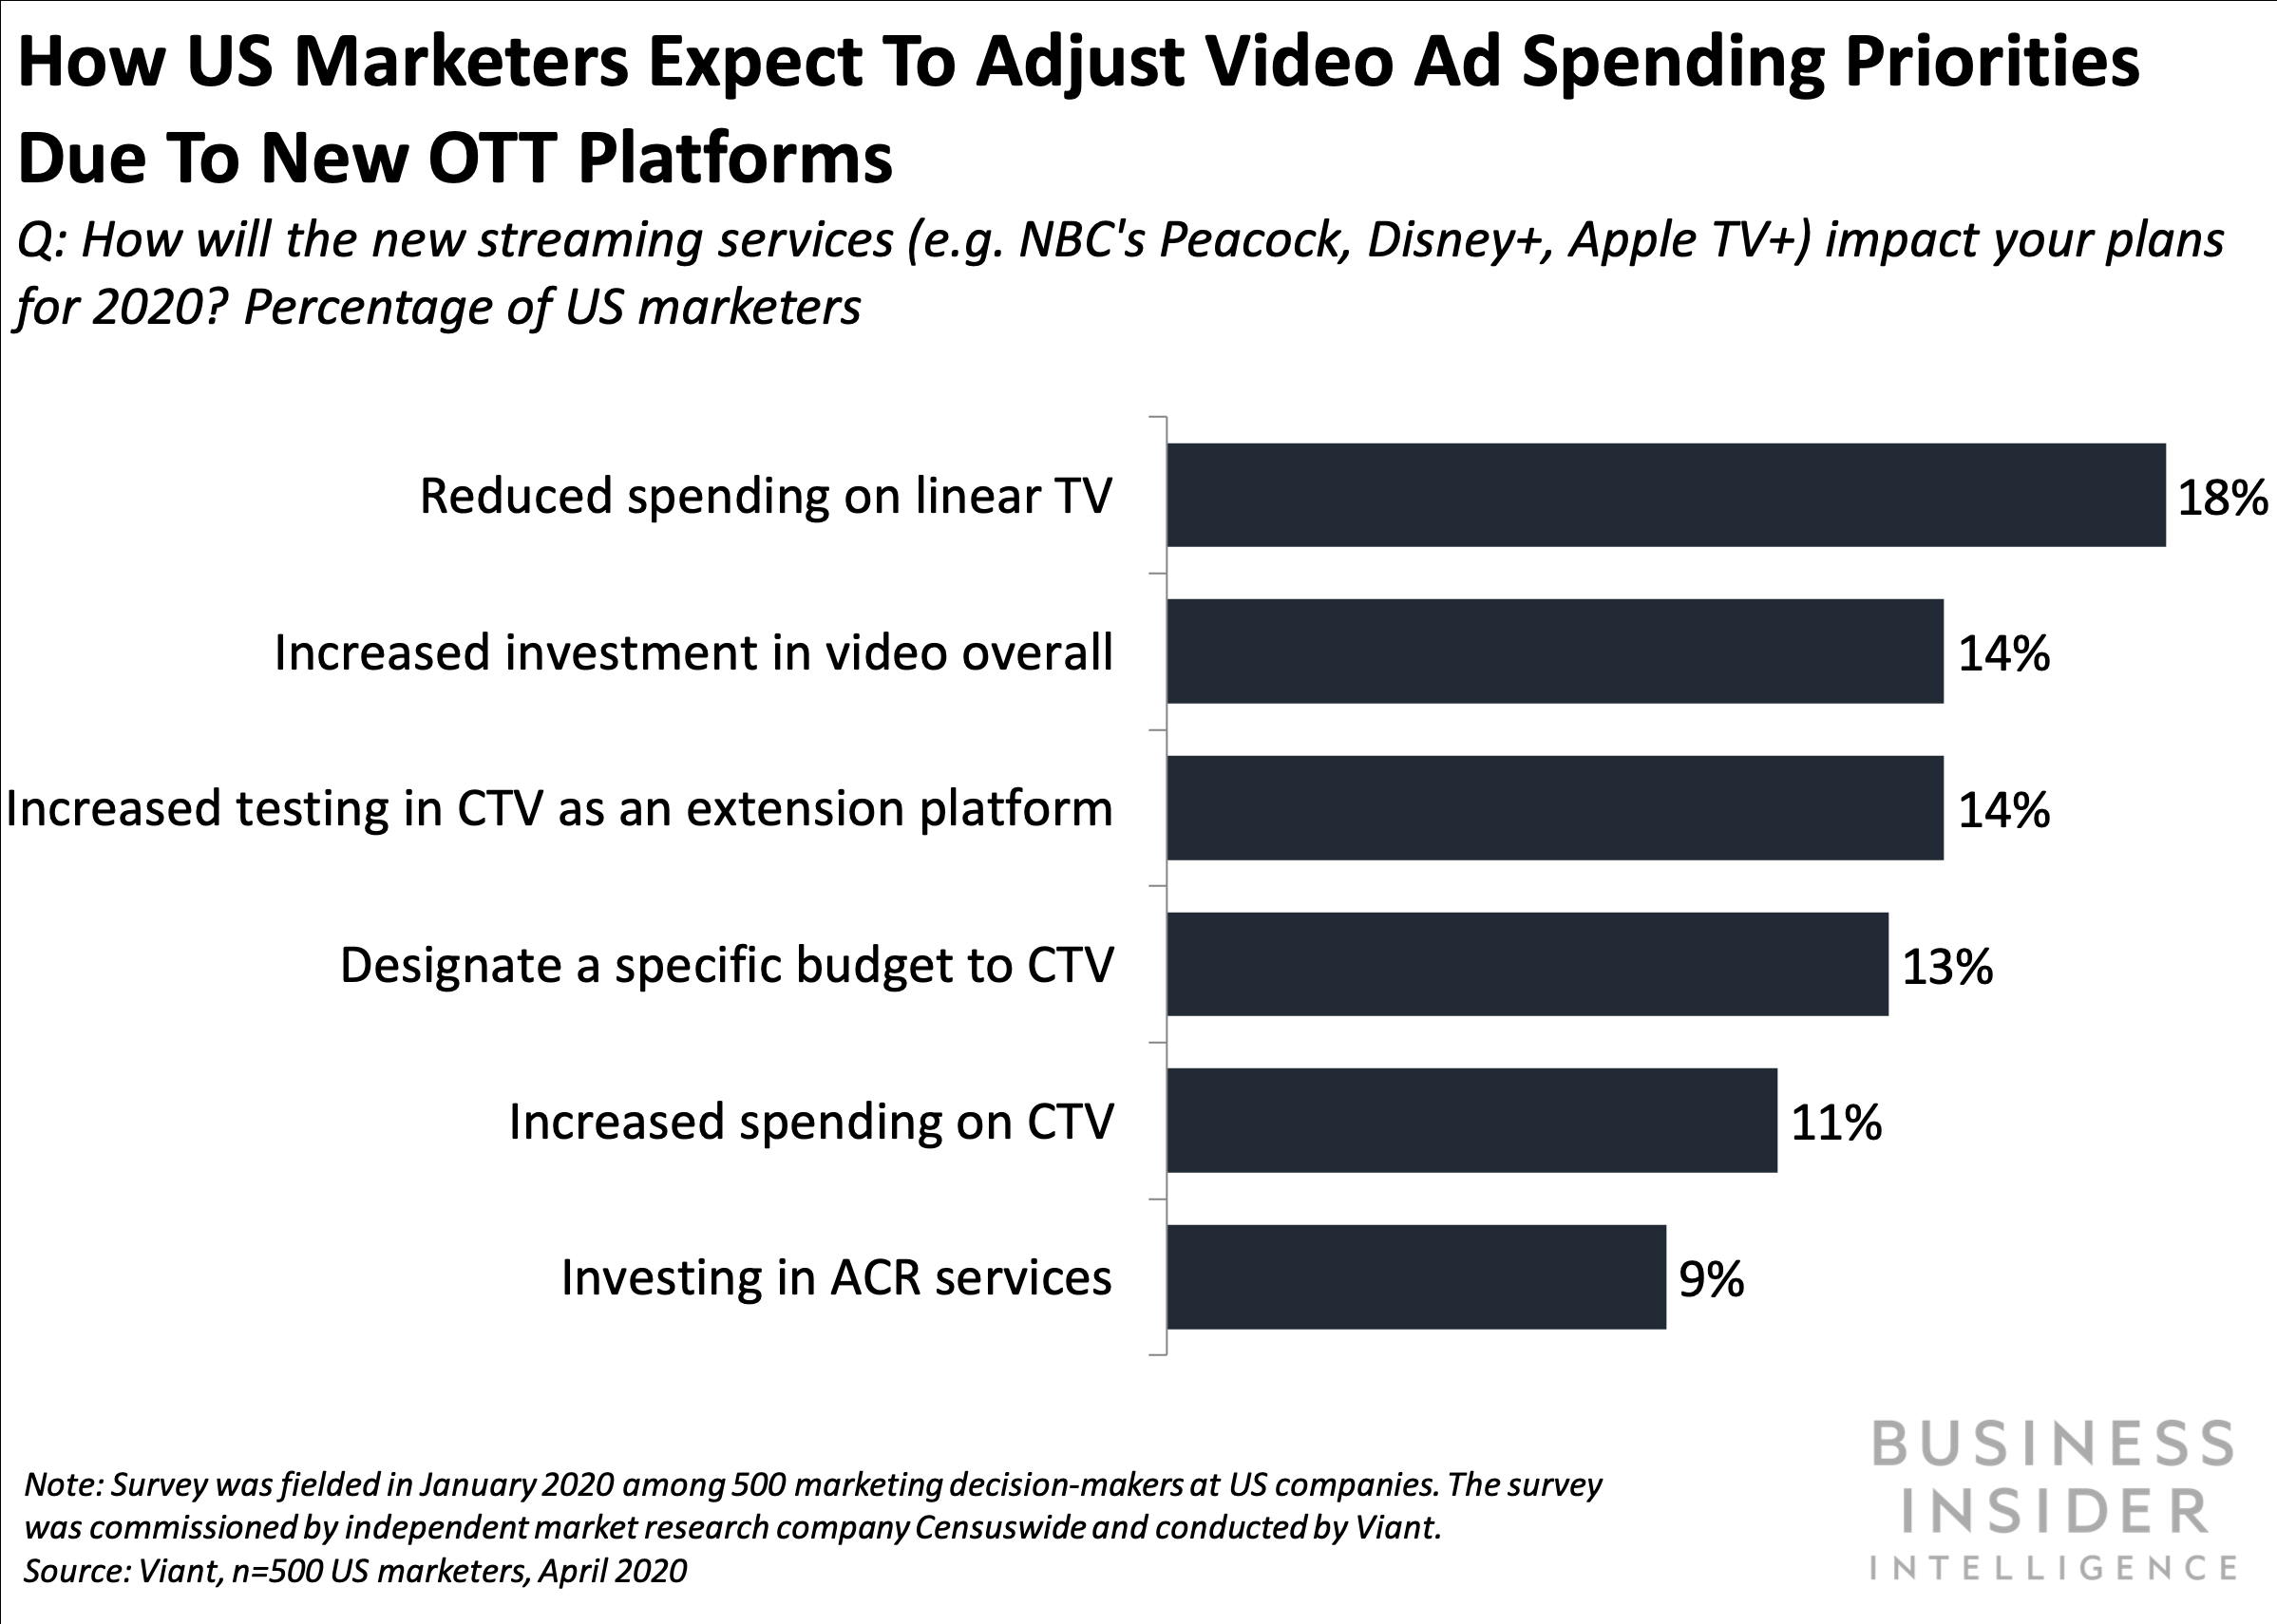 How US Marketers Expect To Adjust Video Ad Spending Priorities
Due To New OTT Platforms
Q: How will the new streaming services (e.g. NBC's Peacock, Disney+, Apple TV+) impact your plans
for 2020? Percentage of US marketers
Reduced spending on linear TV 18%
Increased investment in video overall 14%
Increased testing in CTV as an extension platform 14%
Designate a specific budget to CTV 13%
Increased spending on CTV 11%
Investing in ACR services 9%
Note: Survey was fielded in January 2020 among 500 marketing decision-makers at US companies. The survey
was commissioned by independent market research company Censuswide and conducted by Viant.
Source: Viant, n=500 US marketers, April 2020
BUSINESS
INSIDER
INTELLIGENCE